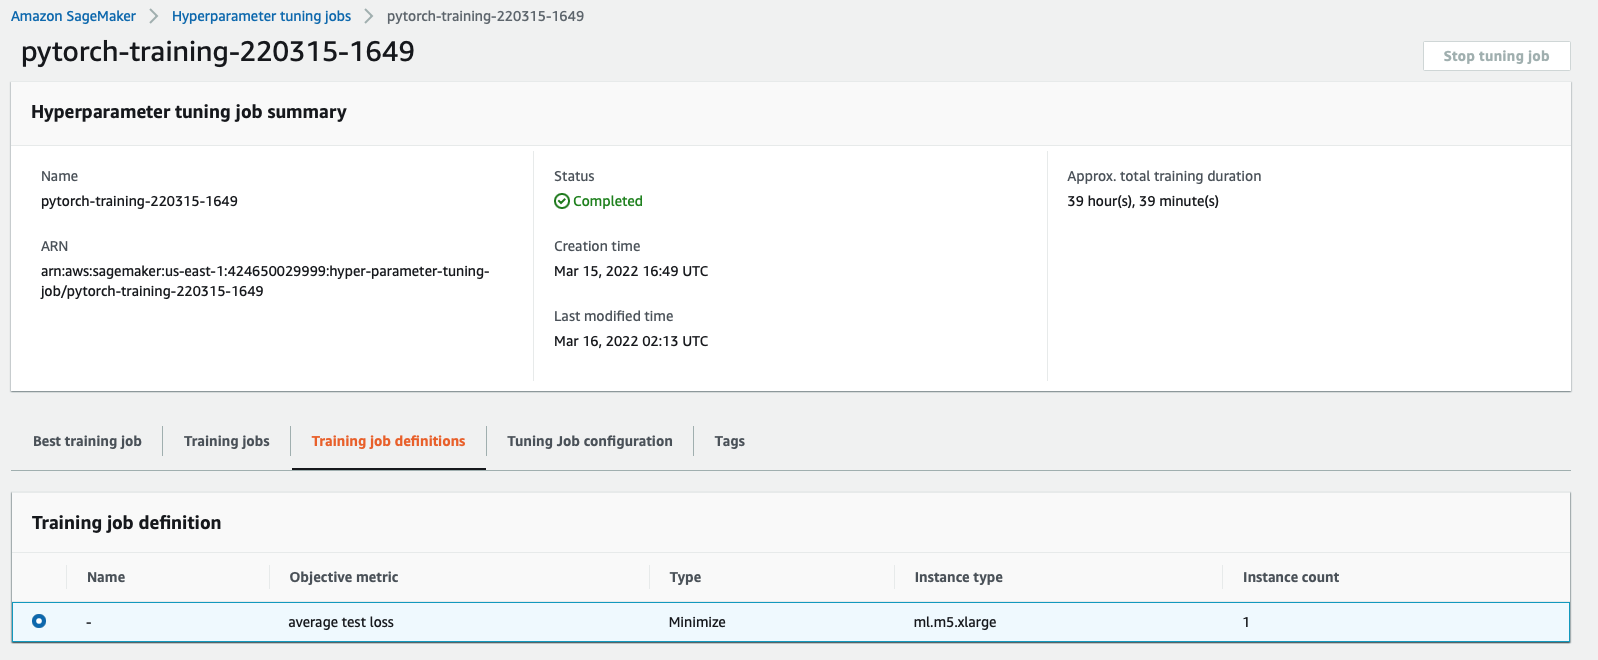 Amazon SageMaker > Hyperparameter tuning jobs > pytorch-training-220315-1649
pytorch-training-220315-1649
Stop tuning job
Hyperparameter tuning job summary
Name
pytorch-training-220315-1649
ARN
arn:aws:sagemaker:us-east-1:424650029999:hyper-parameter-tuning-
job/pytorch-training-220315-1649
Status
Completed
Creation time
Mar 15, 2022 16:49 UTC
Last modified time
Mar 16, 2022 02:13 UTC
Approx. total training duration
39 hour(s), 39 minute(s)
Best training job Training jobs Training job definitions Tuning Job configuration Tags
Training job definition
Name Objective metric Type Instance type Instance count
- average test loss Minimize ml.m5.xlarge 1